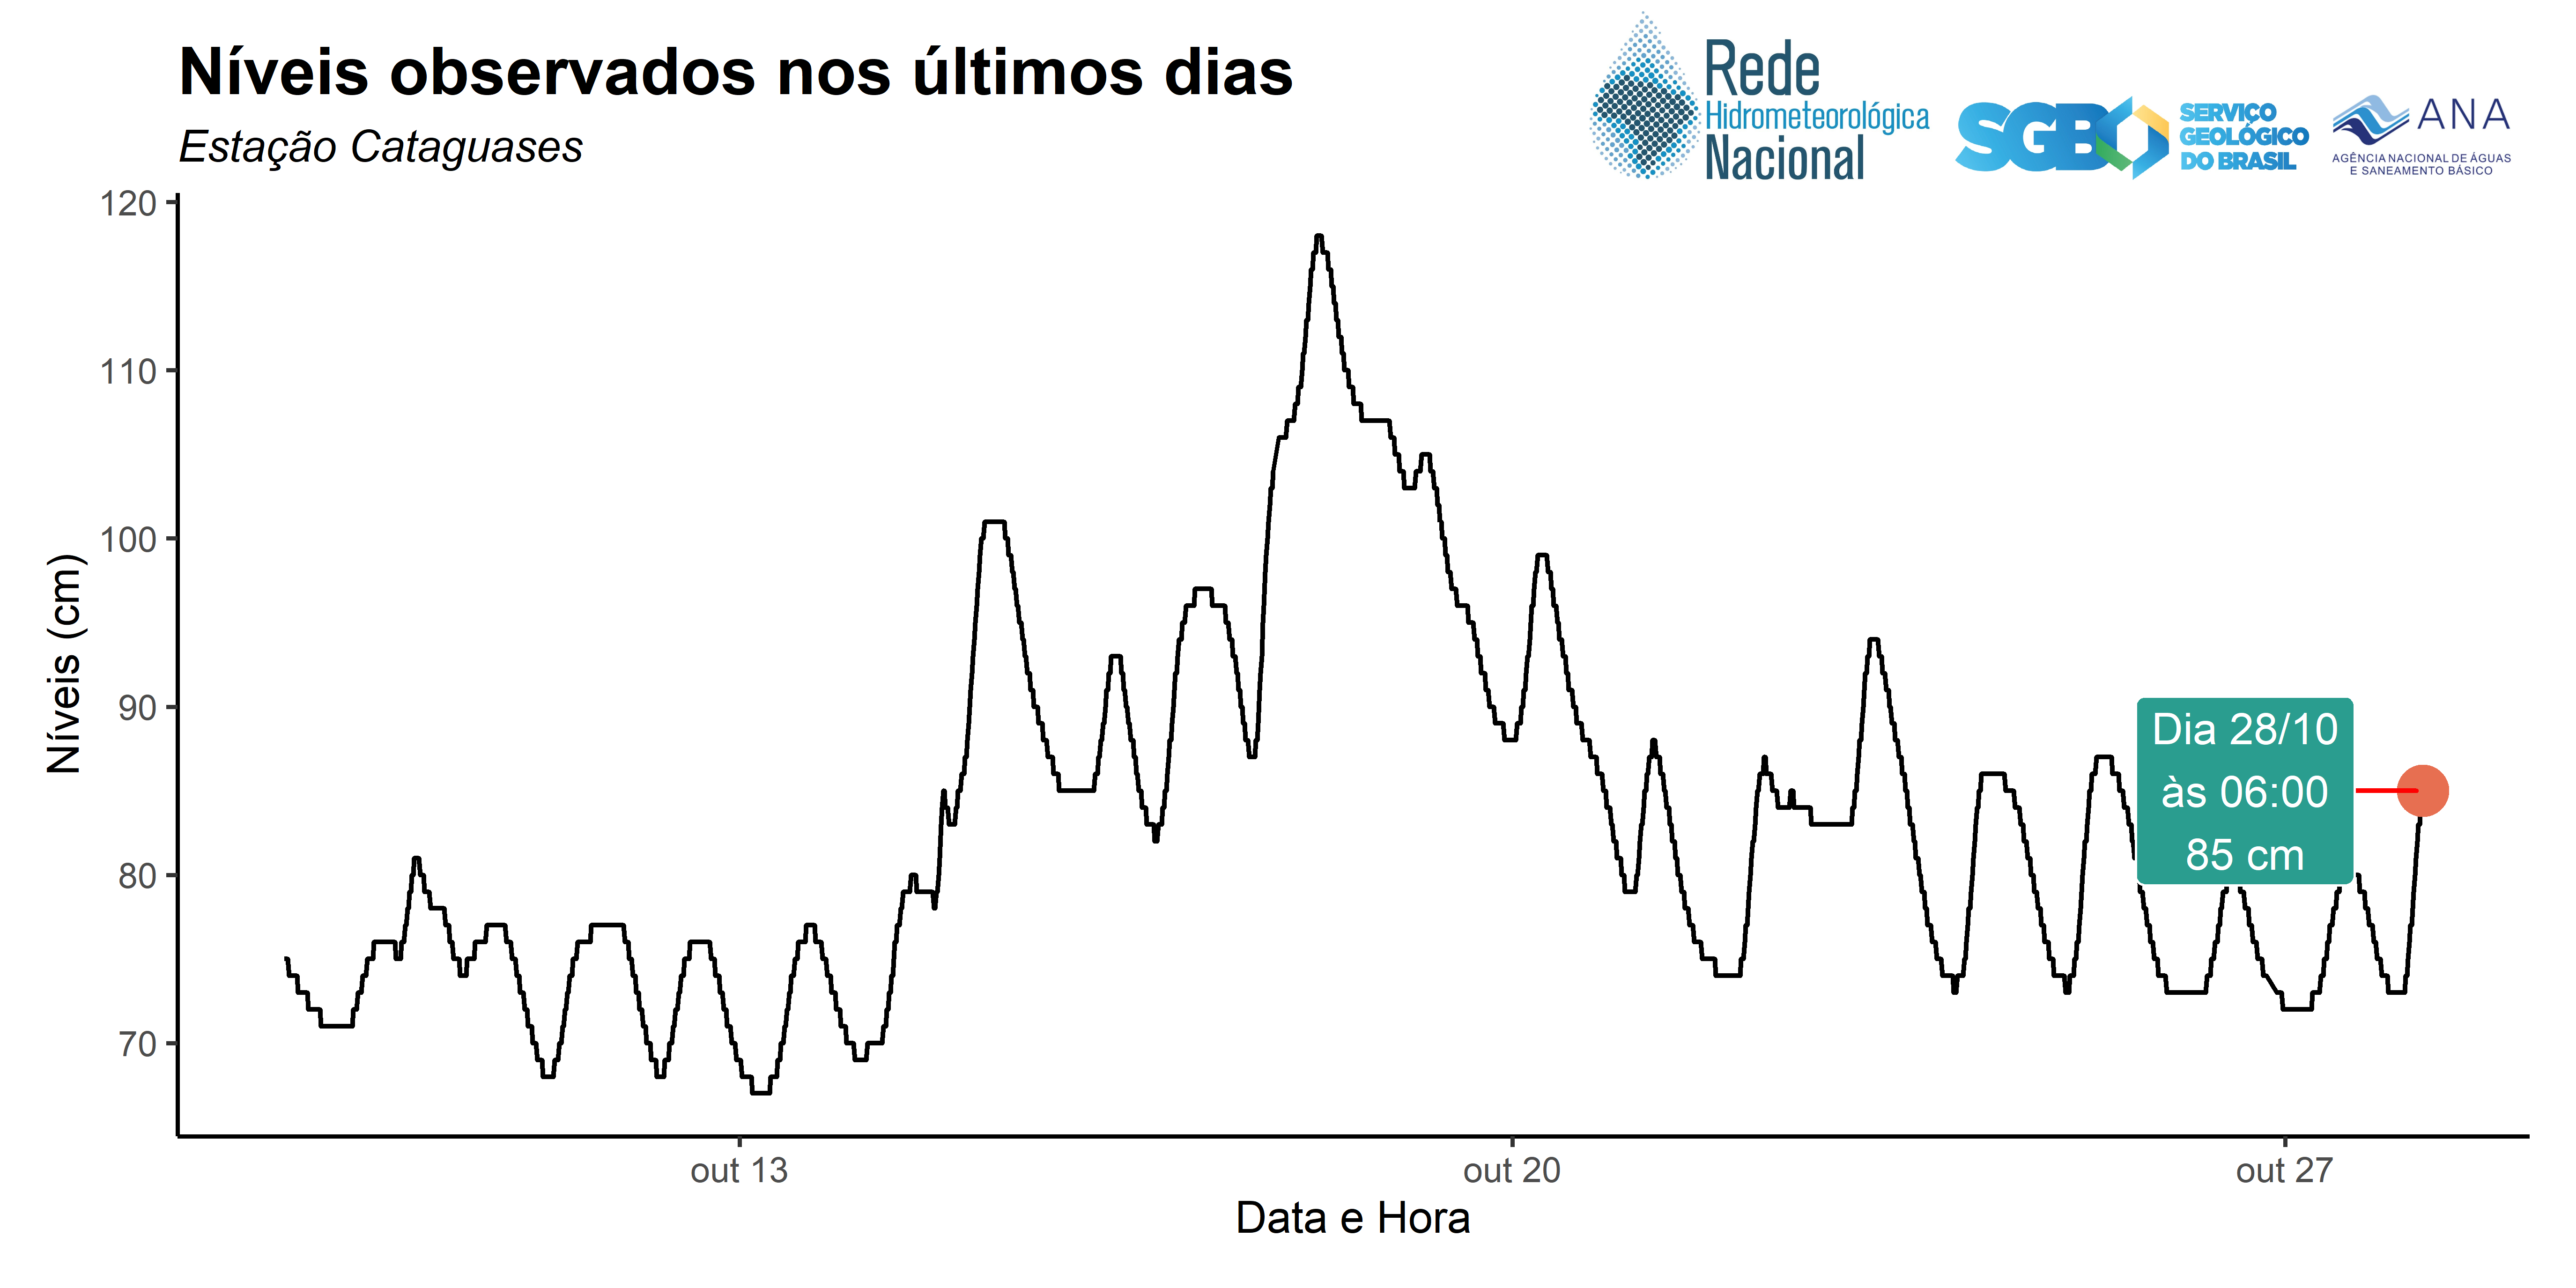 Níveis observados nos últimos dias
Estação Cataguases
Rede
Hidrometeorológica
Nacional
SGB
SERVIÇO
GEOLÓGICO
DO BRASIL
ANA
AGÊNCIA NACIONAL DE ÁGUAS
E SANEAMENTO BÁSICO
120
110
100
90
80
70
Níveis (cm)
Dia 28/10
às 06:00
85 cm
out 13
out 20
out 27
Data e Hora